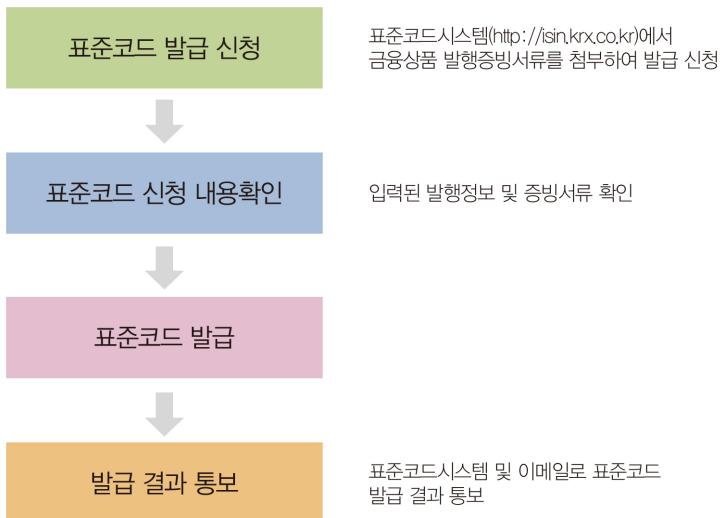 표준코드 발급 신청
표준코드시스템(http://isin.krx.co.kr)에서
금융상품 발행증빙서류를 첨부하여 발급 신청
표준코드 신청 내용확인
입력된 발행정보 및 증빙서류 확인
표준코드 발급
발급 결과 통보
표준코드시스템 및 이메일로 표준코드
발급 결과 통보